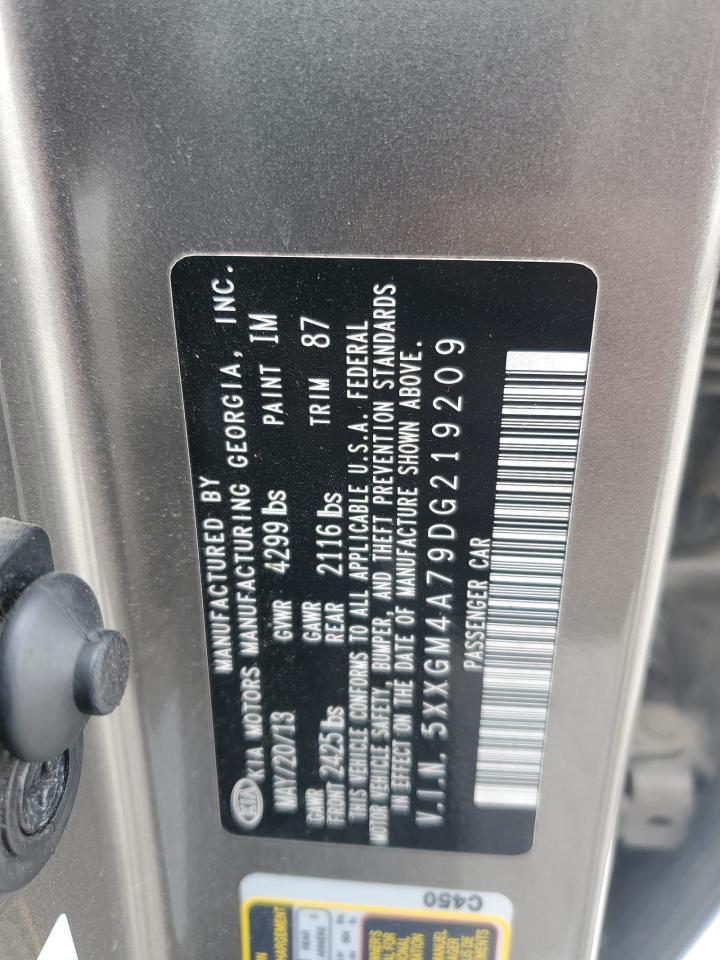 MANUFACTURED BY
KIA KIA MOTORS MANUFACTURING GEORGIA, INC.
MAY/20/13 GVWR 4299 lbs PAINT IM
GAWR GAWR
FRONT 2425 lbs REAR 2116 lbs TRIM 87
THIS VEHICLE CONFORMS TO ALL APPLICABLE U.S.A. FEDERAL
MOTOR VEHICLE SAFETY, BUMPER, AND THEFT PREVENTION STANDARDS
IN EFFECT ON THE DATE OF MANUFACTURE SHOWN ABOVE.
V.I.N. 5XXGM4A79DG219209
PASSENGER CAR
C450
REAR